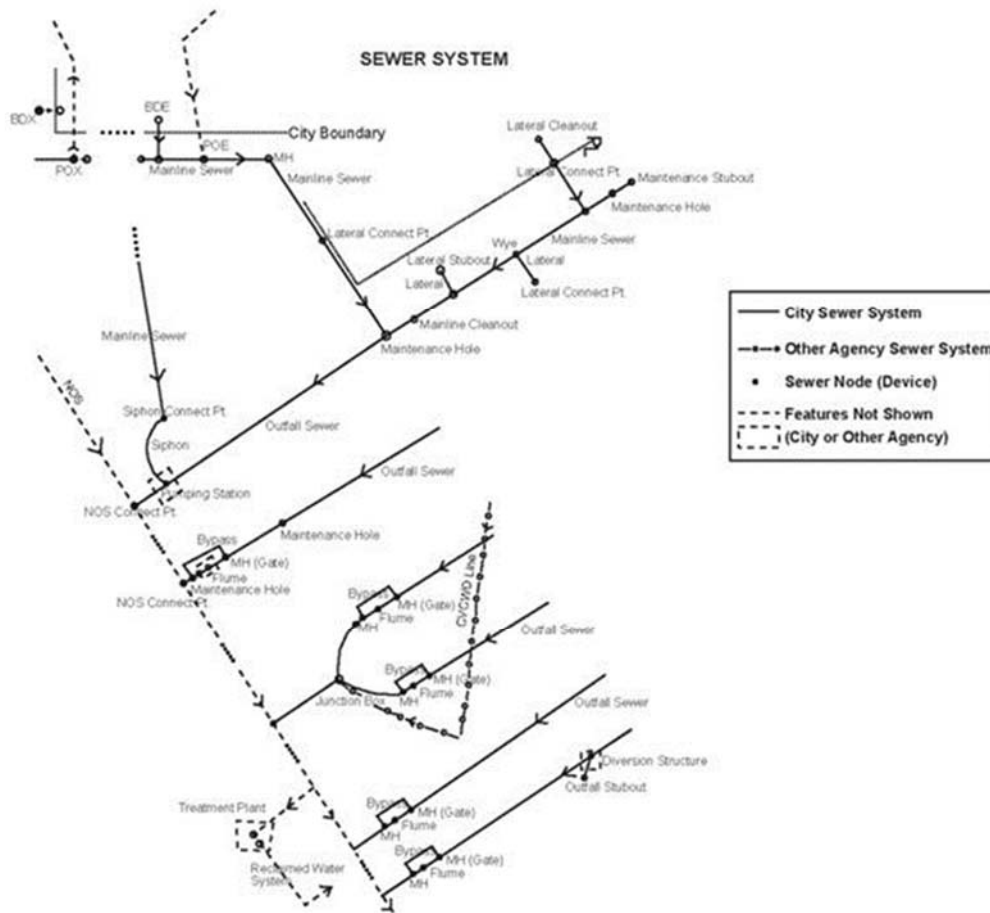 SEWER SYSTEM
BDE
BDX
City Boundary
POE
POX
Mainline Sewer
MH
Mainline Sewer
Lateral Cleanout
Lateral Connect Pt.
Maintenance Stubout
Maintenance Hole
Mainline Sewer
Lateral Connect Pt.
Wye
Lateral Stubout
Lateral
Lateral
Lateral Connect Pt.
Mainline Cleanout
Maintenance Hole
Mainline Sewer
NOS
Siphon Connect Pt.
Siphon
Outfall Sewer
Pumping Station
NOS Connect Pt.
Outfall Sewer
Maintenance Hole
Bypass
MH (Gate)
Flume
Maintenance Hole
NOS Connect Pt.
Bypass
MH (Gate)
Flume
MH
Outfall Sewer
Bypass
MH (Gate)
Flume
MH
Junction Box
Outfall Sewer
Diversion Structure
Outfall Stubout
Treatment Plant
Bypass
MH (Gate)
Flume
MH
Bypass
MH (Gate)
Flume
MH
Reclaimed Water
System
City Sewer System
Other Agency Sewer System
Sewer Node (Device)
Features Not Shown
(City or Other Agency)